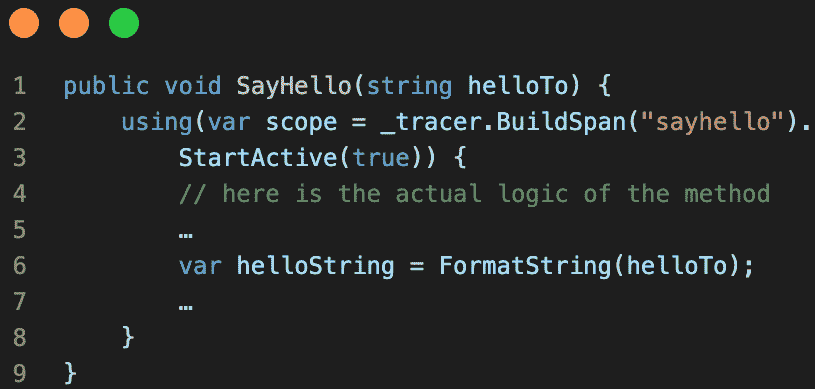 1 public void SayHello(string helloTo) {
2 using(var scope = _tracer.BuildSpan("sayhello").
3 StartActive(true)) {
4 // here is the actual logic of the method
5 …
6 var helloString = FormatString(helloTo);
7 …
8 }
9 }